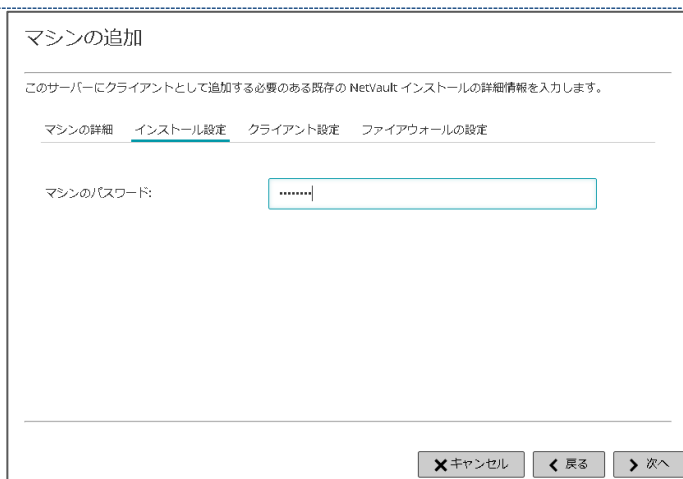 マシンの追加
このサーバーにクライアントとして追加する必要のある既存の NetVault インストールの詳細情報を入力します。
マシンの詳細 インストール設定 クライアント設定 ファイアウォールの設定
マシンのパスワード: ••••••••
キャンセル 戻る 次へ